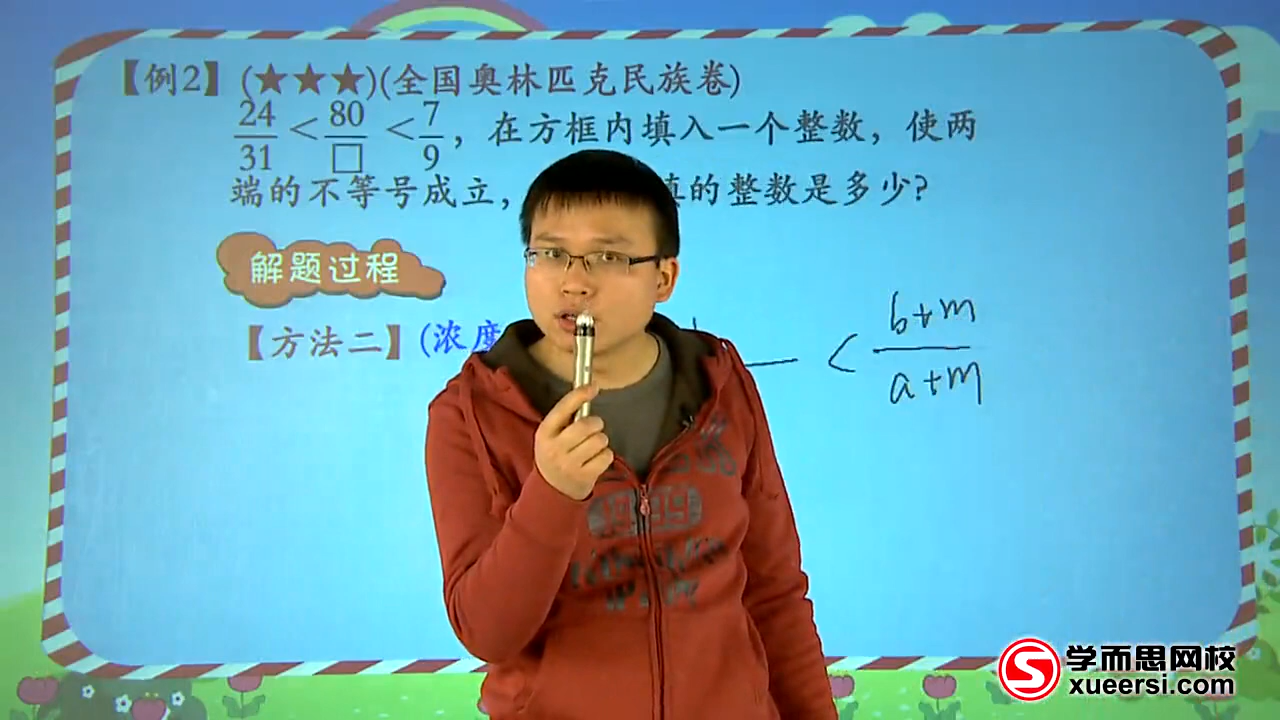 【例2】(★★★)(全国奥林匹克民族卷)
24/31 < 80/□ < 7/9, 在方框内填入一个整数, 使两
端的不等号成立, 填的整数是多少?
解题过程
【方法二】(浓度
< b+m/a+m
学而思网校
xueersi.com